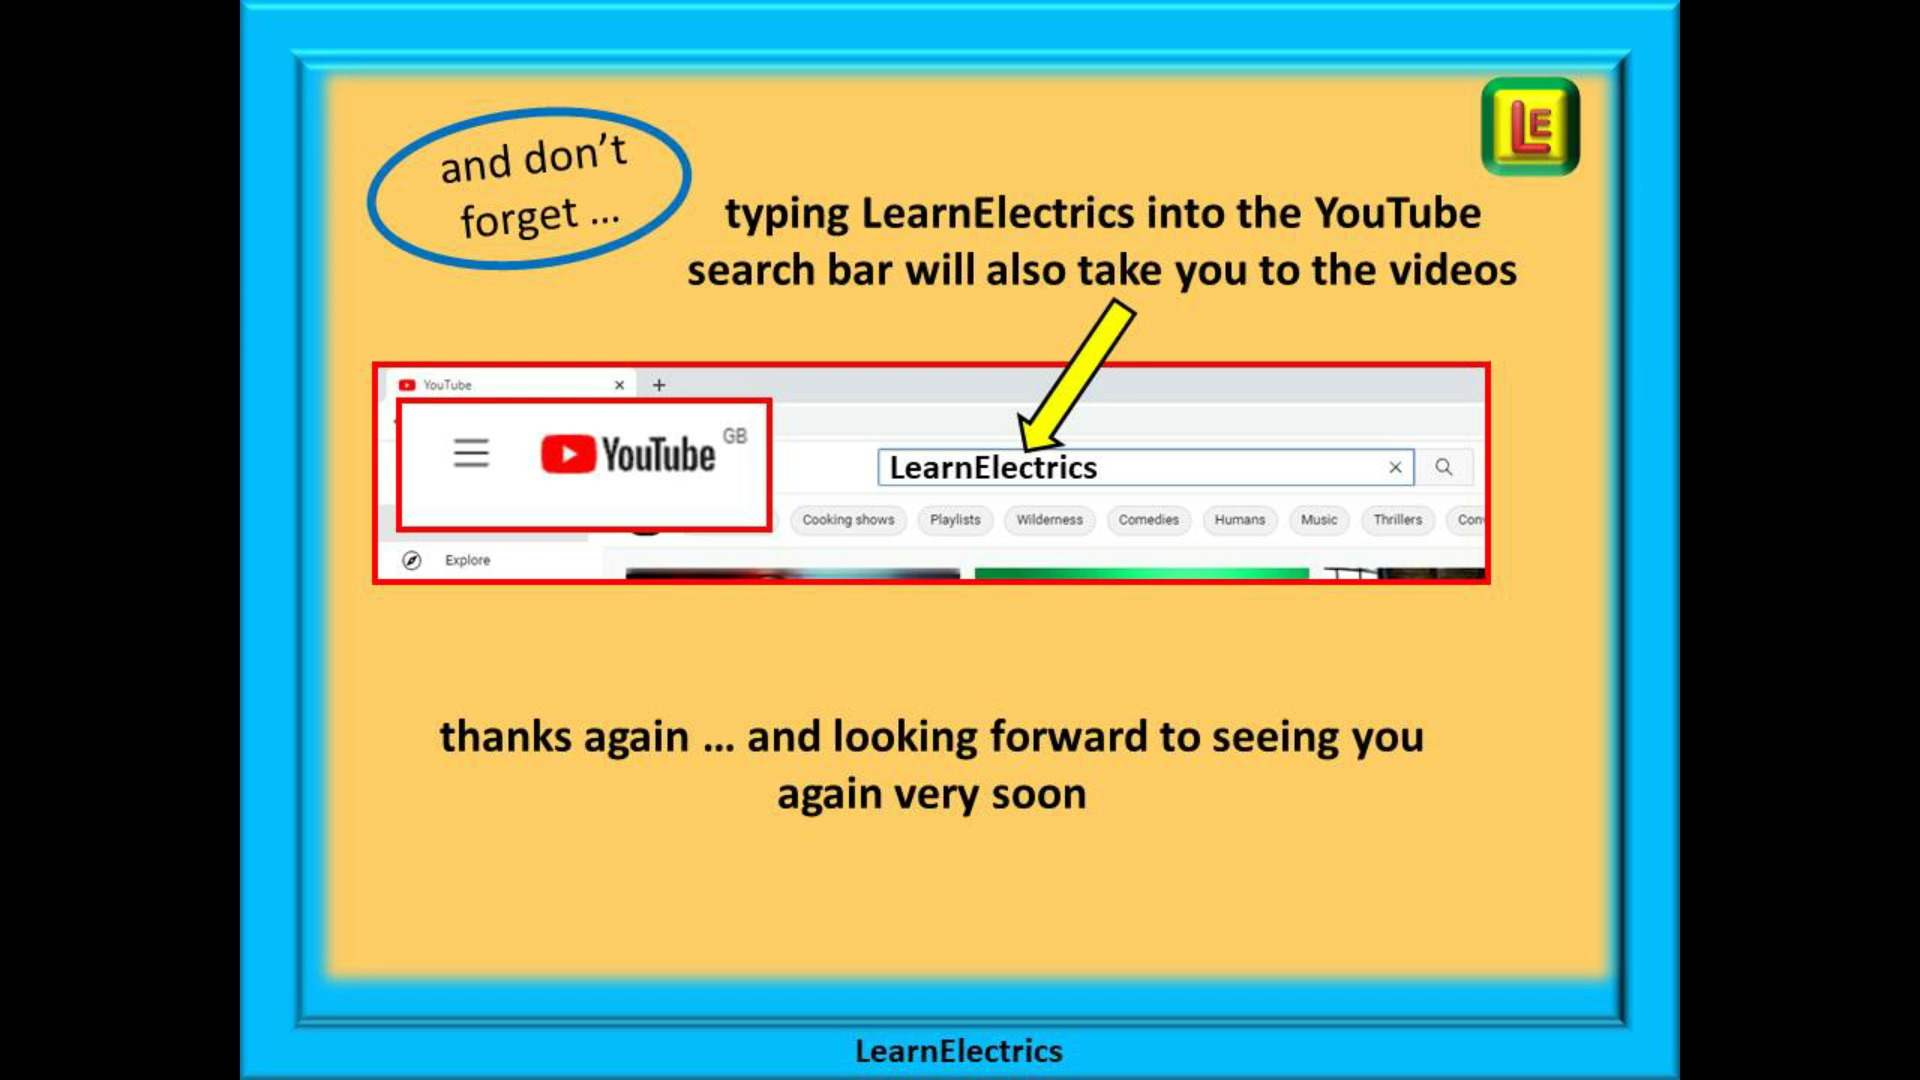 and don't
forget ...
LE
typing LearnElectrics into the YouTube
search bar will also take you to the videos
YouTube × +
YouTube GB
LearnElectrics ×
Cooking shows Playlists Wilderness Comedies Humans Music Thrillers
Explore
thanks again ... and looking forward to seeing you
again very soon
LearnElectrics